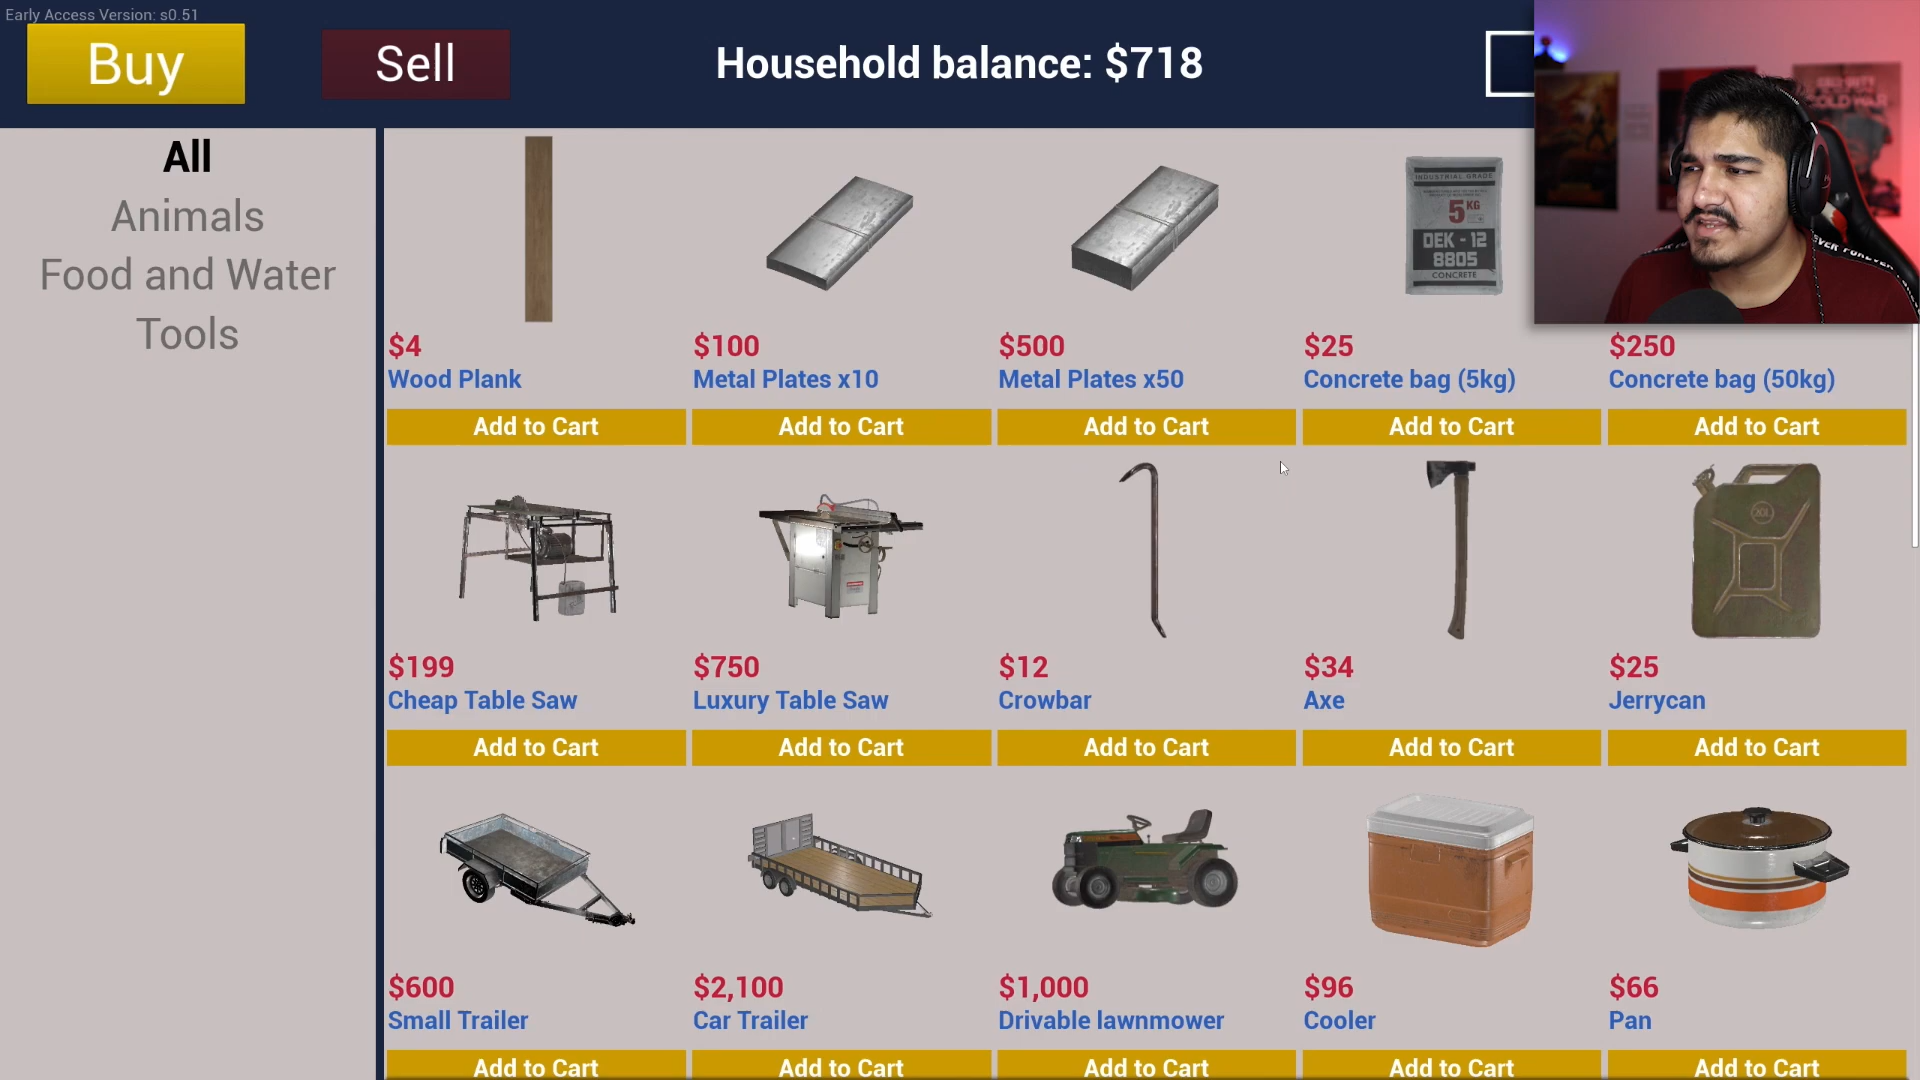 Early Access Version: s0.51
Buy
Sell
Household balance: $718
All
Animals
Food and Water
Tools
INDUSTRIAL GRADE
5 KG
DEK - 12
8805
CONCRETE
COLD WAR
EVER FOREVER
$4
Wood Plank
Add to Cart
$100
Metal Plates x10
Add to Cart
$500
Metal Plates x50
Add to Cart
$25
Concrete bag (5kg)
Add to Cart
$250
Concrete bag (50kg)
Add to Cart
$199
Cheap Table Saw
Add to Cart
$750
Luxury Table Saw
Add to Cart
$12
Crowbar
Add to Cart
$34
Axe
Add to Cart
$25
Jerrycan
Add to Cart
$600
Small Trailer
Add to Cart
$2,100
Car Trailer
Add to Cart
$1,000
Drivable lawnmower
Add to Cart
$96
Cooler
Add to Cart
$66
Pan
Add to Cart